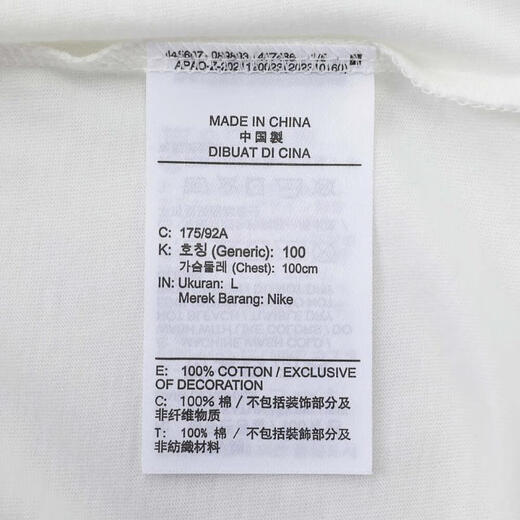 MADE IN CHINA
中国製
DIBUAT DI CINA
C: 175/92A
K: 호칭 (Generic): 100
가슴둘레 (Chest): 100cm
IN: Ukuran: L
Merek Barang: Nike
E: 100% COTTON / EXCLUSIVE
OF DECORATION
C: 100% 棉 / 不包括装饰部分及
非纤维物质
T: 100% 棉 / 不包括裝飾部分及
非紡織材料